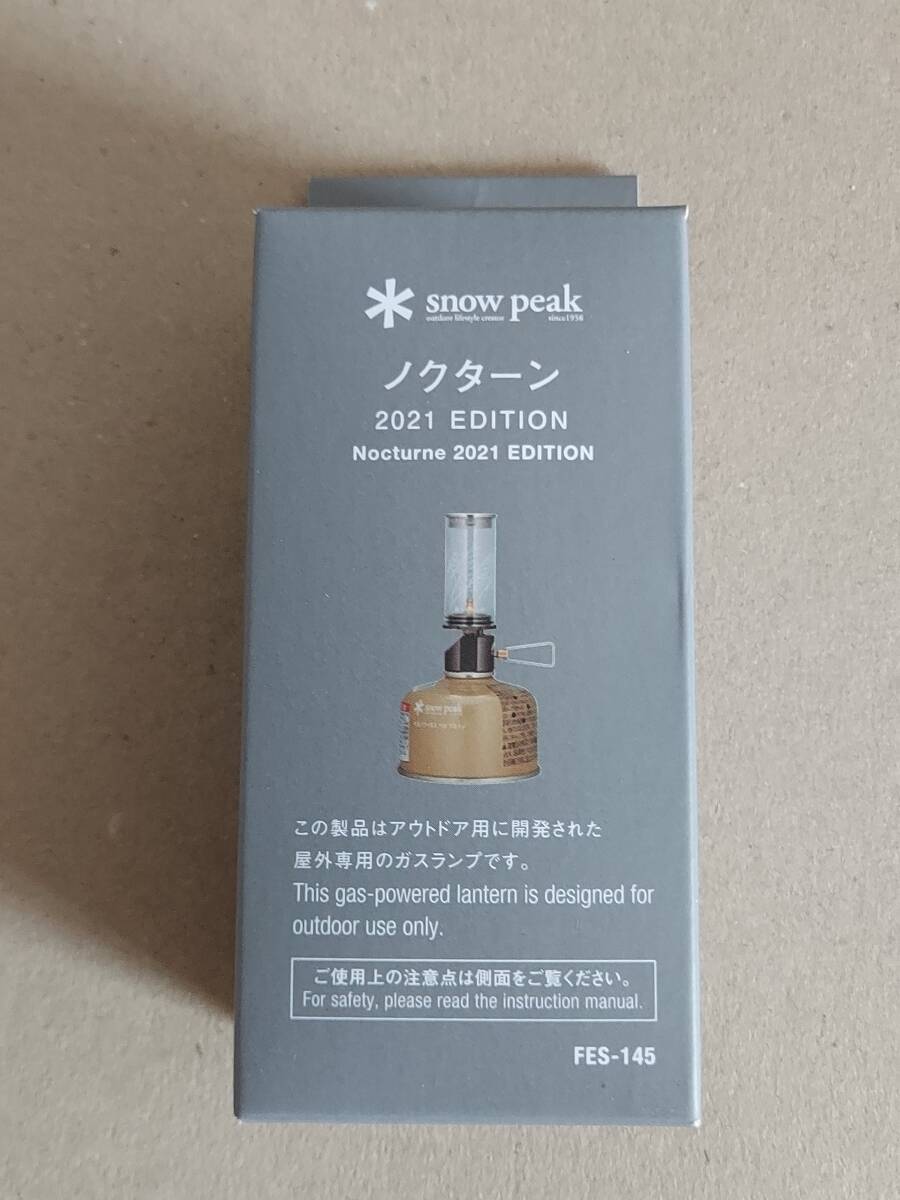 snow peak
outdoor lifestyle creator since 1958
ノクターン
2021 EDITION
Nocturne 2021 EDITION
snow peak
この製品はアウトドア用に開発された
屋外専用のガスランプです。
This gas-powered lantern is designed for
outdoor use only.
ご使用上の注意点は側面をご覧ください。
For safety, please read the instruction manual.
FES-145